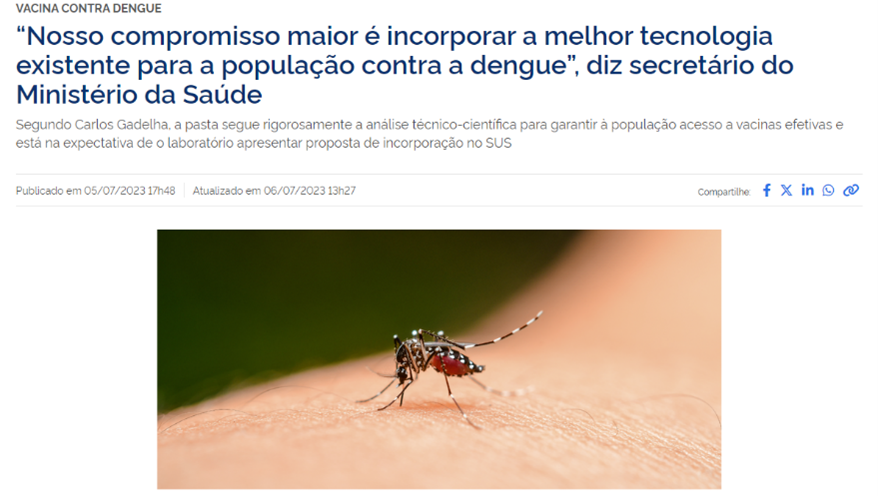 VACINA CONTRA DENGUE
“Nosso compromisso maior é incorporar a melhor tecnologia
existente para a população contra a dengue”, diz secretário do
Ministério da Saúde
Segundo Carlos Gadelha, a pasta segue rigorosamente a análise técnico-científica para garantir à população acesso a vacinas efetivas e
está na expectativa de o laboratório apresentar proposta de incorporação no SUS
Publicado em 05/07/2023 17h48 Atualizado em 06/07/2023 13h27 Compartilhe: